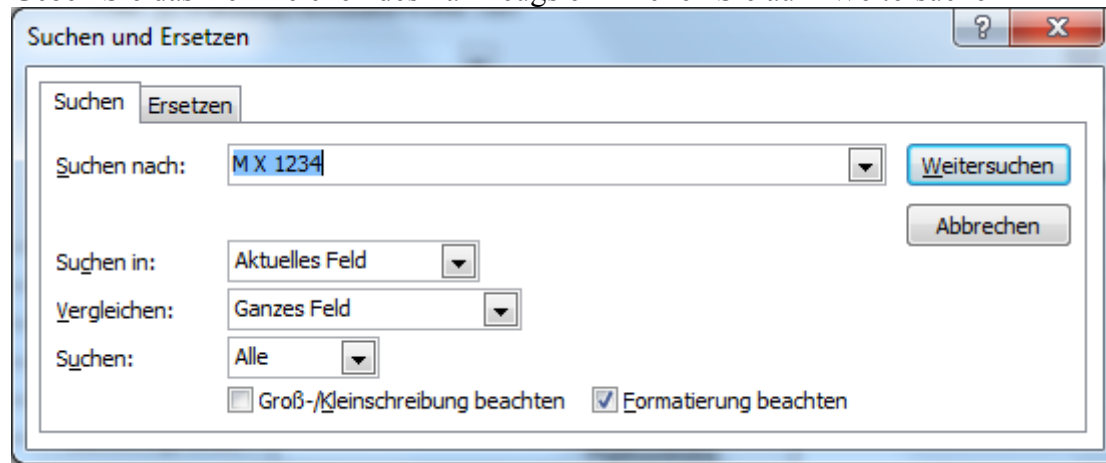 Suchen und Ersetzen
Suchen Ersetzen
Suchen nach: M X 1234 Weitersuchen
Abbrechen
Suchen in: Aktuelles Feld
Vergleichen: Ganzes Feld
Suchen: Alle
Groß-/Kleinschreibung beachten Formatierung beachten